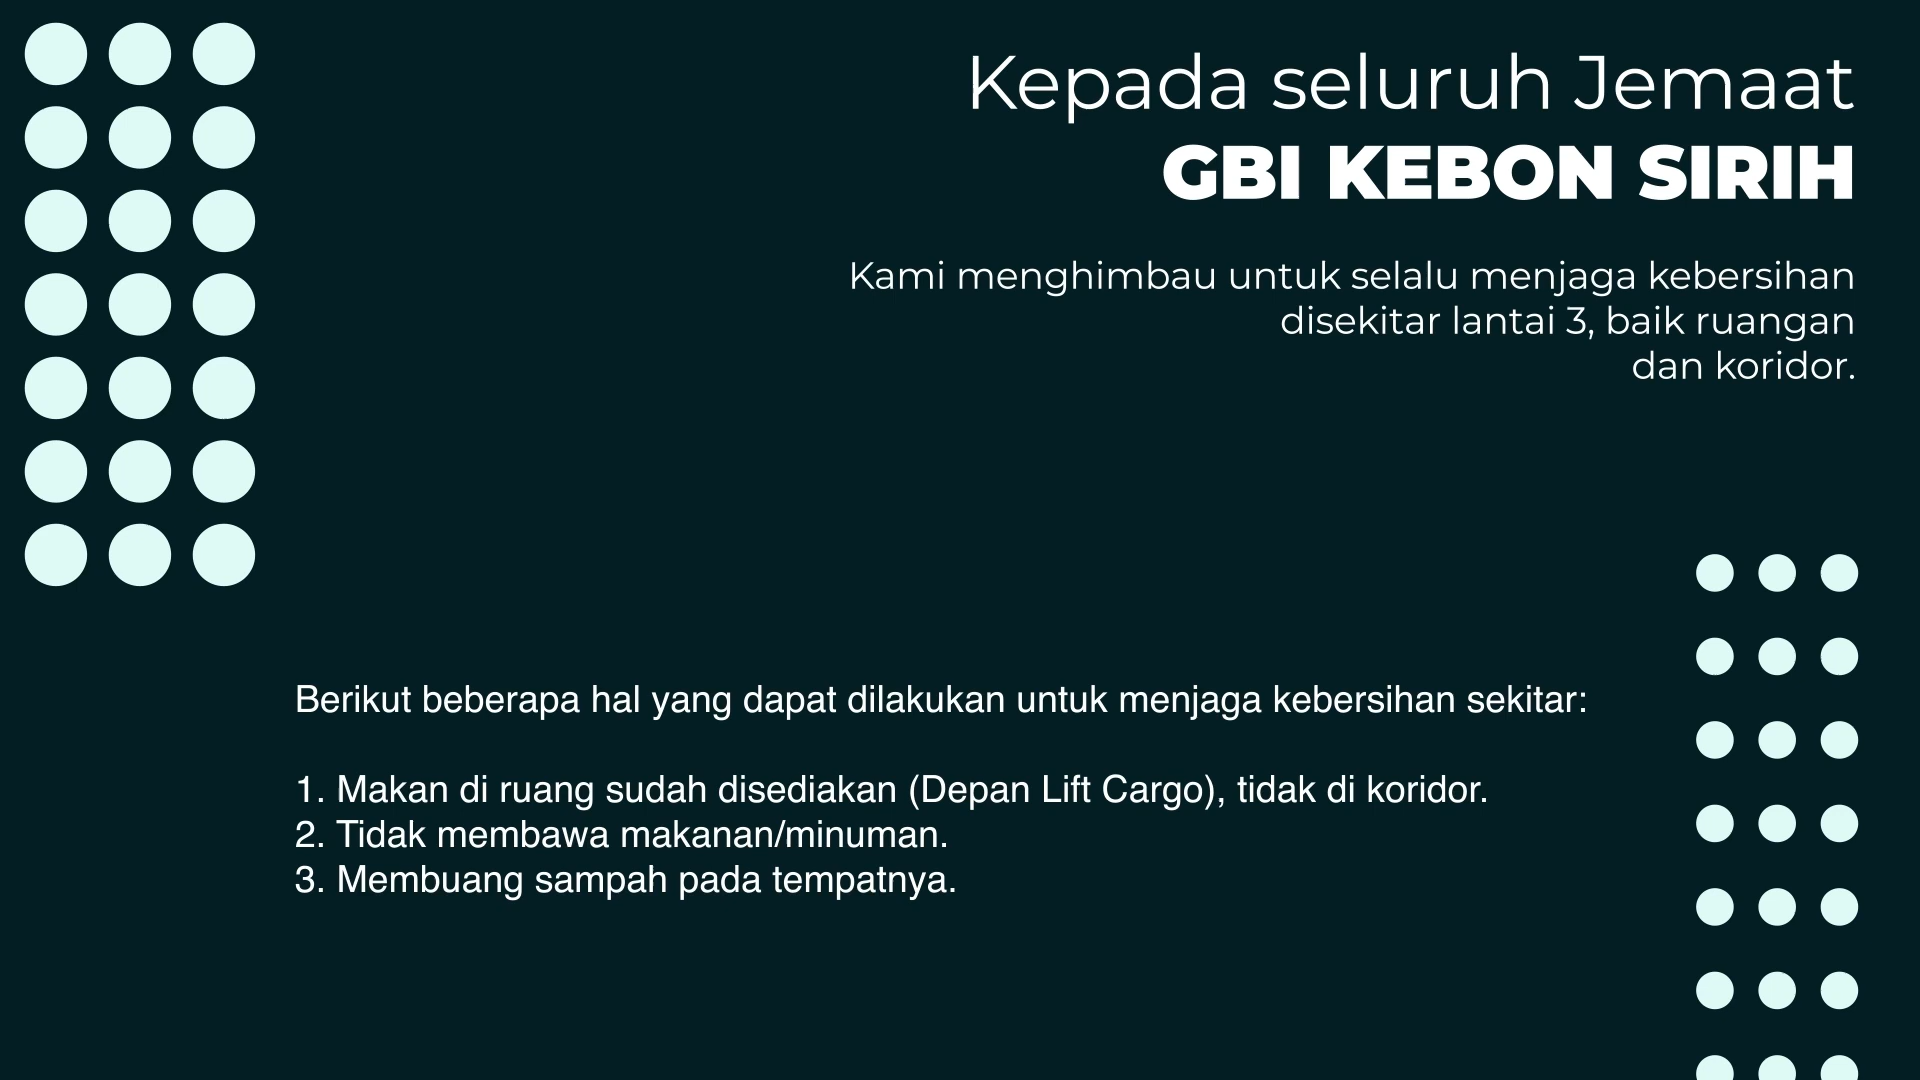 Kepada seluruh Jemaat
GBI KEBON SIRIH
Kami menghimbau untuk selalu menjaga kebersihan
disekitar lantai 3, baik ruangan
dan koridor.
Berikut beberapa hal yang dapat dilakukan untuk menjaga kebersihan sekitar:
1. Makan di ruang sudah disediakan (Depan Lift Cargo), tidak di koridor.
2. Tidak membawa makanan/minuman.
3. Membuang sampah pada tempatnya.